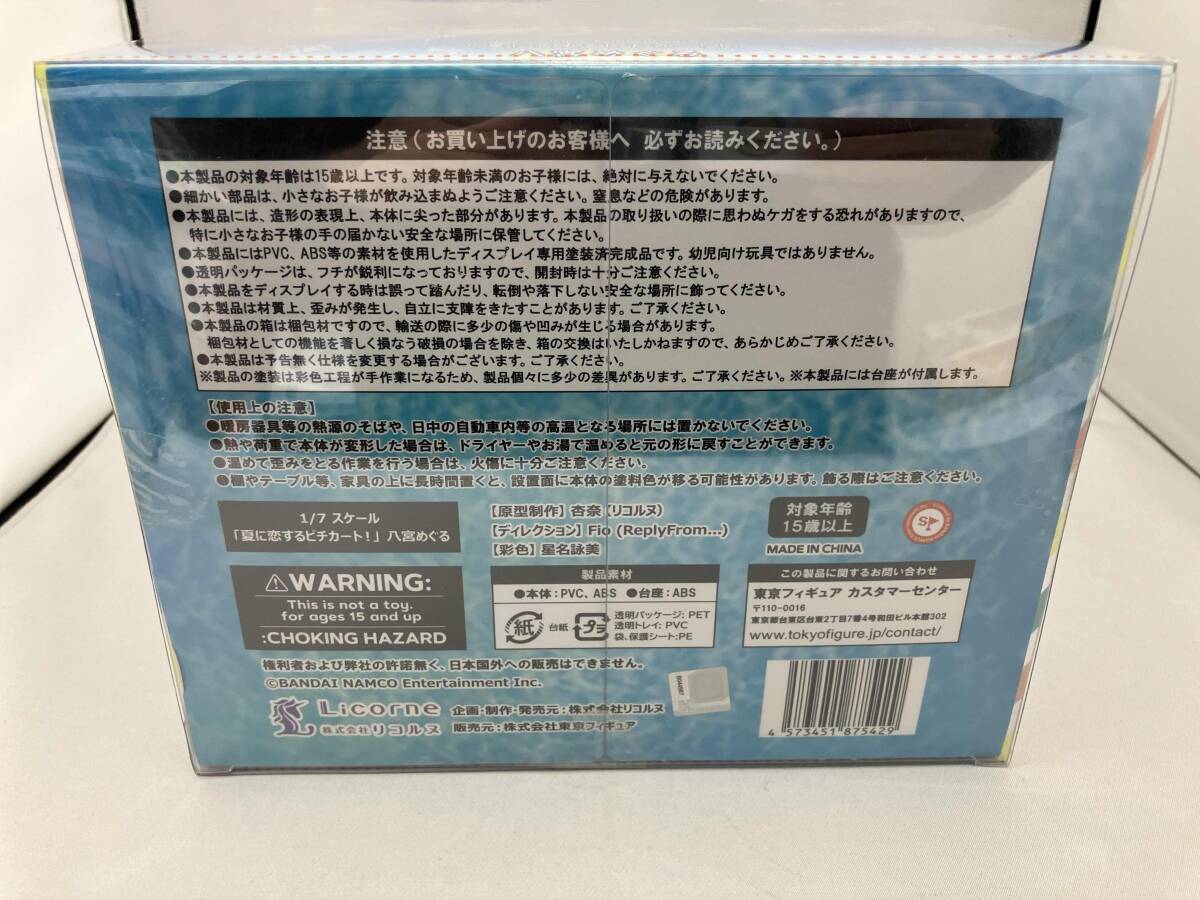 注意(お買い上げのお客様へ 必ずお読みください。)
●本製品の対象年齢は15歳以上です。対象年齢未満のお子様には、絶対に与えないでください。
●細かい部品は、小さなお子様が飲み込まぬようご注意ください。窒息などの危険があります。
●本製品には、造形の表現上、本体に尖った部分があります。本製品の取り扱いの際に思わぬケガをする恐れがありますので、
特に小さなお子様の手の届かない安全な場所に保管してください。
●本製品にはPVC、ABS等の素材を使用したディスプレイ専用塗装済完成品です。幼児向け玩具ではありません。
●透明パッケージは、フチが鋭利になっておりますので、開封時は十分ご注意ください。
●本製品をディスプレイする時は誤って踏んだり、転倒や落下しない安全な場所に飾ってください。
●本製品は材質上、歪みが発生し、自立に支障をきたすことがあります。ご了承ください。
●本製品の箱は梱包材ですので、輸送の際に多少の傷や凹みが生じる場合があります。
梱包材としての機能を著しく損なう破損の場合を除き、箱の交換はいたしかねますので、あらかじめご了承ください。
●本製品は予告無く仕様を変更する場合がございます。ご了承ください。
※製品の塗装は彩色工程が手作業になるため、製品個々に多少の差異があります。ご了承ください。※本製品には台座が付属します。
【使用上の注意】
●暖房器具等の熱源のそばや、日中の自動車内等の高温となる場所には置かないでください。
●熱や荷重で本体が変形した場合は、ドライヤーやお湯で温めると元の形に戻すことができます。
●温めて歪みをとる作業を行う場合は、火傷に十分ご注意ください。
●棚やテーブル等、家具の上に長時間置くと、設置面に本体の塗料色が移る可能性があります。飾る際はご注意ください。
1/7 スケール
「夏に恋するピチカート!」八宮めぐる
【原型制作】杏奈(リコルヌ)
【ディレクション】Fio (ReplyFrom...)
【彩色】星名詠美
対象年齢
15歳以上
MADE IN CHINA
⚠WARNING:
This is not a toy.
for ages 15 and up
:CHOKING HAZARD
製品素材
●本体:PVC、ABS ●台座:ABS
紙 台紙
プラ
透明パッケージ: PET
透明トレイ: PVC
袋、保護シート:PE
この製品に関するお問い合わせ
東京フィギュア カスタマーセンター
〒110-0016
東京都台東区台東2丁目7番4号和田ビル本館302
www.tokyofigure.jp/contact/
権利者および弊社の許諾無く、日本国外への販売はできません。
©BANDAI NAMCO Entertainment Inc.
Licorne
株式会社リコルヌ
企画・制作・発売元:株式会社リコルヌ
販売元:株式会社東京フィギュア
4 573451 875429